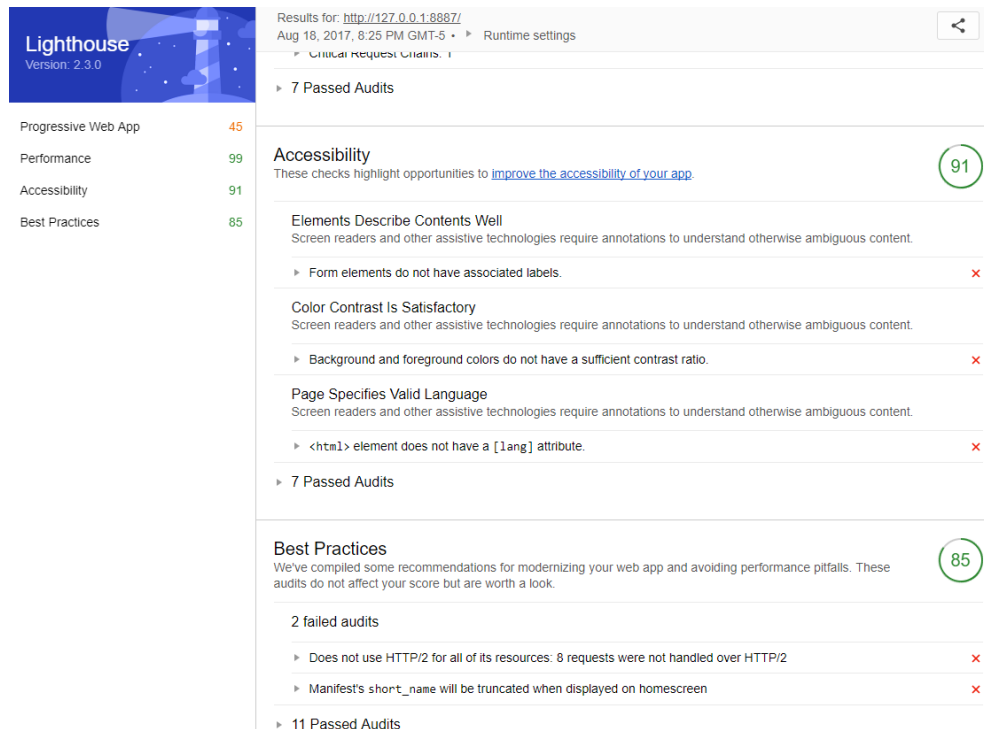 Lighthouse
Version: 2.3.0
Progressive Web App 45
Performance 99
Accessibility 91
Best Practices 85
Results for: http://127.0.0.1:8887/
Aug 18, 2017, 8:25 PM GMT-5 • Runtime settings
Critical Request Chains: 1
7 Passed Audits
Accessibility
These checks highlight opportunities to improve the accessibility of your app.
91
Elements Describe Contents Well
Screen readers and other assistive technologies require annotations to understand otherwise ambiguous content.
Form elements do not have associated labels.
Color Contrast Is Satisfactory
Screen readers and other assistive technologies require annotations to understand otherwise ambiguous content.
Background and foreground colors do not have a sufficient contrast ratio.
Page Specifies Valid Language
Screen readers and other assistive technologies require annotations to understand otherwise ambiguous content.
<html> element does not have a [lang] attribute.
7 Passed Audits
Best Practices
We've compiled some recommendations for modernizing your web app and avoiding performance pitfalls. These
audits do not affect your score but are worth a look.
85
2 failed audits
Does not use HTTP/2 for all of its resources: 8 requests were not handled over HTTP/2
Manifest's short_name will be truncated when displayed on homescreen
11 Passed Audits